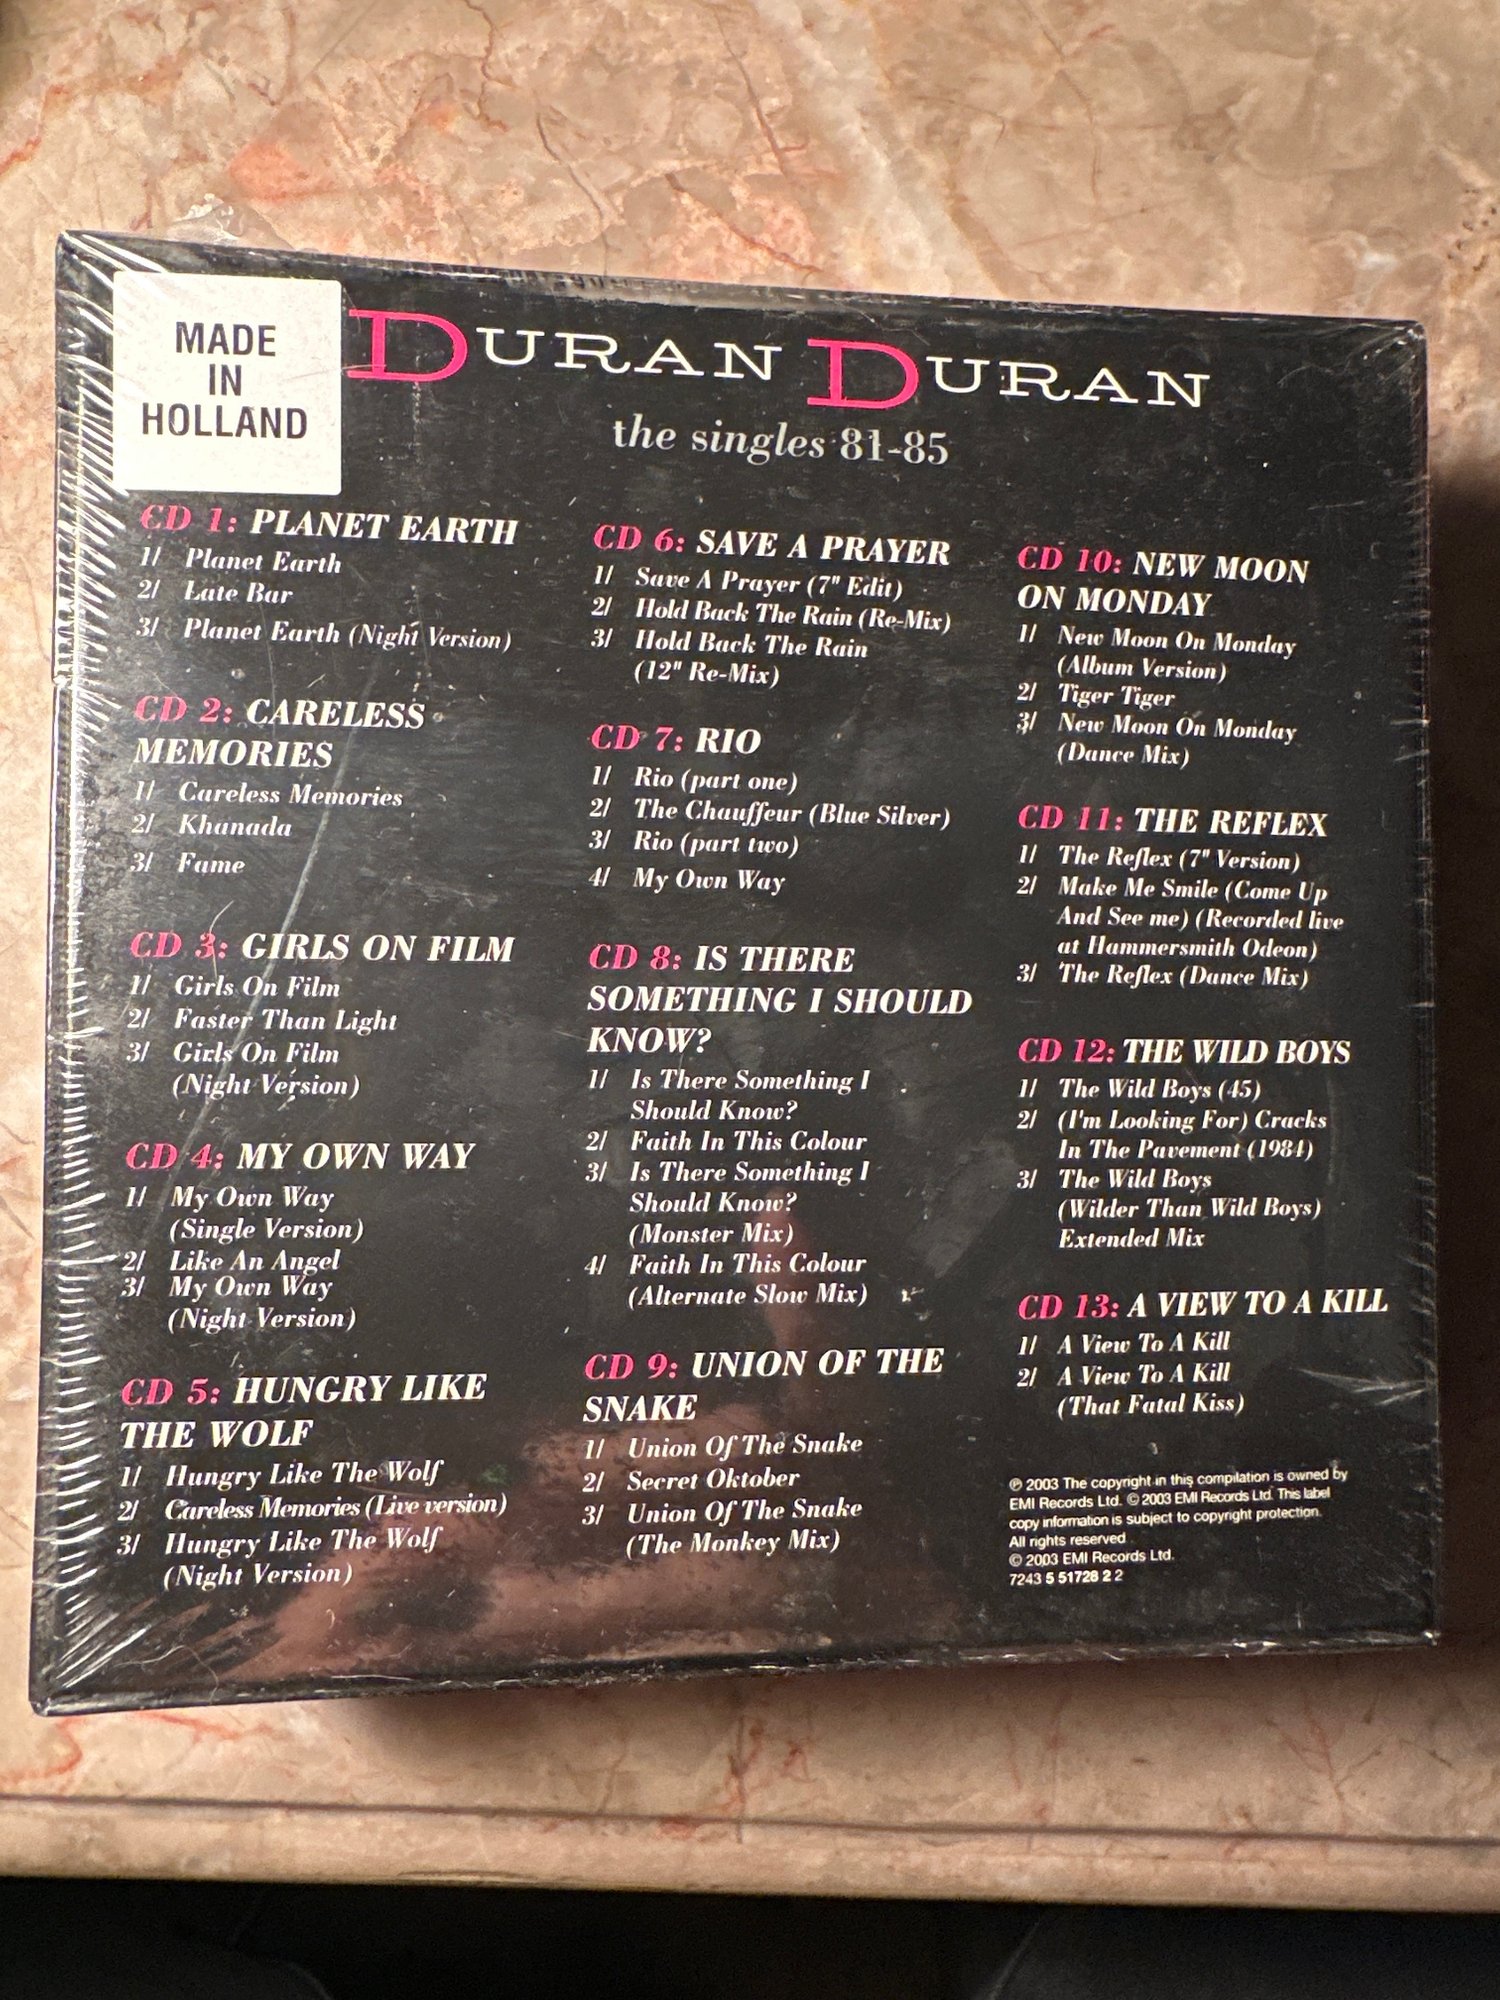 MADE
IN
HOLLAND
DURAN DURAN
the singles 81-85
CD 1: PLANET EARTH
1/ Planet Earth
2/ Late Bar
3/ Planet Earth (Night Version)
CD 2: CARELESS
MEMORIES
1/ Careless Memories
2/ Khanada
3/ Fame
CD 3: GIRLS ON FILM
1/ Girls On Film
2/ Faster Than Light
3/ Girls On Film
(Night Version)
CD 4: MY OWN WAY
1/ My Own Way
(Single Version)
2/ Like An Angel
3/ My Own Way
(Night Version)
CD 5: HUNGRY LIKE
THE WOLF
1/ Hungry Like The Wolf
2/ Careless Memories (Live version)
3/ Hungry Like The Wolf
(Night Version)
CD 6: SAVE A PRAYER
1/ Save A Prayer (7" Edit)
2/ Hold Back The Rain (Re-Mix)
3/ Hold Back The Rain
(12" Re-Mix)
CD 7: RIO
1/ Rio (part one)
2/ The Chauffeur (Blue Silver)
3/ Rio (part two)
4/ My Own Way
CD 8: IS THERE
SOMETHING I SHOULD
KNOW?
1/ Is There Something I
Should Know?
2/ Faith In This Colour
3/ Is There Something I
Should Know?
(Monster Mix)
4/ Faith In This Colour
(Alternate Slow Mix)
CD 9: UNION OF THE
SNAKE
1/ Union Of The Snake
2/ Secret Oktober
3/ Union Of The Snake
(The Monkey Mix)
CD 10: NEW MOON
ON MONDAY
1/ New Moon On Monday
(Album Version)
2/ Tiger Tiger
3/ New Moon On Monday
(Dance Mix)
CD 11: THE REFLEX
1/ The Reflex (7" Version)
2/ Make Me Smile (Come Up
And See me) (Recorded live
at Hammersmith Odeon)
3/ The Reflex (Dance Mix)
CD 12: THE WILD BOYS
1/ The Wild Boys (45)
2/ (I'm Looking For) Cracks
In The Pavement (1984)
3/ The Wild Boys
(Wilder Than Wild Boys)
Extended Mix
CD 13: A VIEW TO A KILL
1/ A View To A Kill
2/ A View To A Kill
(That Fatal Kiss)
℗ 2003 The copyright in this compilation is owned by
EMI Records Ltd. © 2003 EMI Records Ltd. This label
copy information is subject to copyright protection.
All rights reserved
© 2003 EMI Records Ltd.
7243 5 51728 2 2